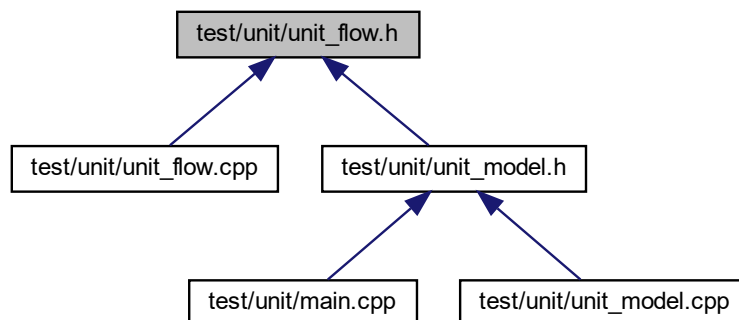 test/unit/unit_flow.h
test/unit/unit_flow.cpp
test/unit/unit_model.h
test/unit/main.cpp
test/unit/unit_model.cpp